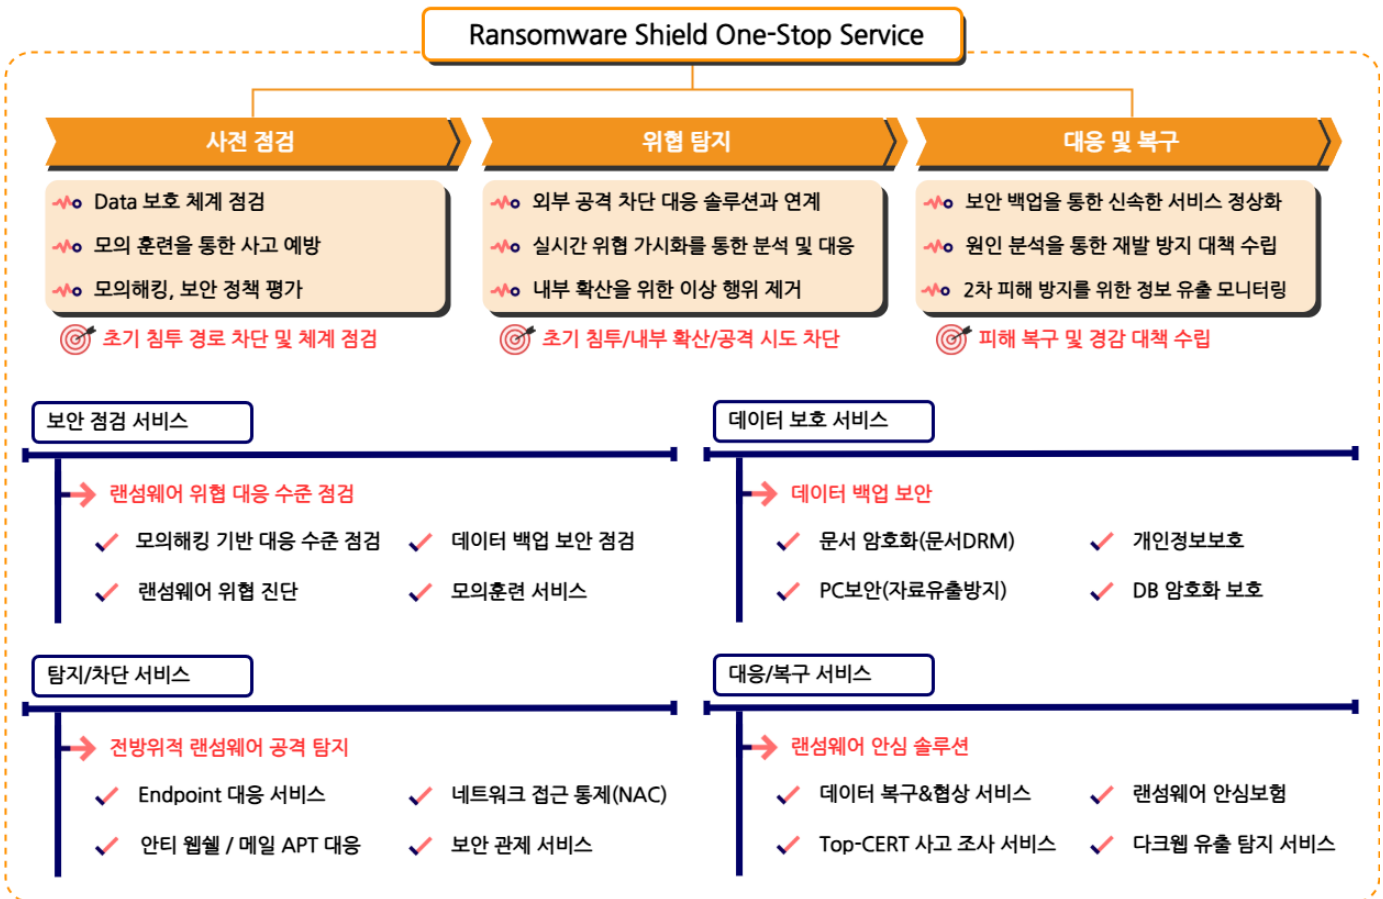 Ransomware Shield One-Stop Service
사전 점검
Data 보호 체계 점검
모의 훈련을 통한 사고 예방
모의해킹, 보안 정책 평가
초기 침투 경로 차단 및 체계 점검
위협 탐지
외부 공격 차단 대응 솔루션과 연계
실시간 위협 가시화를 통한 분석 및 대응
내부 확산을 위한 이상 행위 제거
초기 침투/내부 확산/공격 시도 차단
대응 및 복구
보안 백업을 통한 신속한 서비스 정상화
원인 분석을 통한 재발 방지 대책 수립
2차 피해 방지를 위한 정보 유출 모니터링
피해 복구 및 경감 대책 수립
보안 점검 서비스
랜섬웨어 위협 대응 수준 점검
모의해킹 기반 대응 수준 점검
데이터 백업 보안 점검
랜섬웨어 위협 진단
모의훈련 서비스
데이터 보호 서비스
데이터 백업 보안
문서 암호화(문서DRM)
개인정보보호
PC보안(자료유출방지)
DB 암호화 보호
탐지/차단 서비스
전방위적 랜섬웨어 공격 탐지
Endpoint 대응 서비스
네트워크 접근 통제(NAC)
안티 웹쉘 / 메일 APT 대응
보안 관제 서비스
대응/복구 서비스
랜섬웨어 안심 솔루션
데이터 복구&협상 서비스
랜섬웨어 안심보험
Top-CERT 사고 조사 서비스
다크웹 유출 탐지 서비스